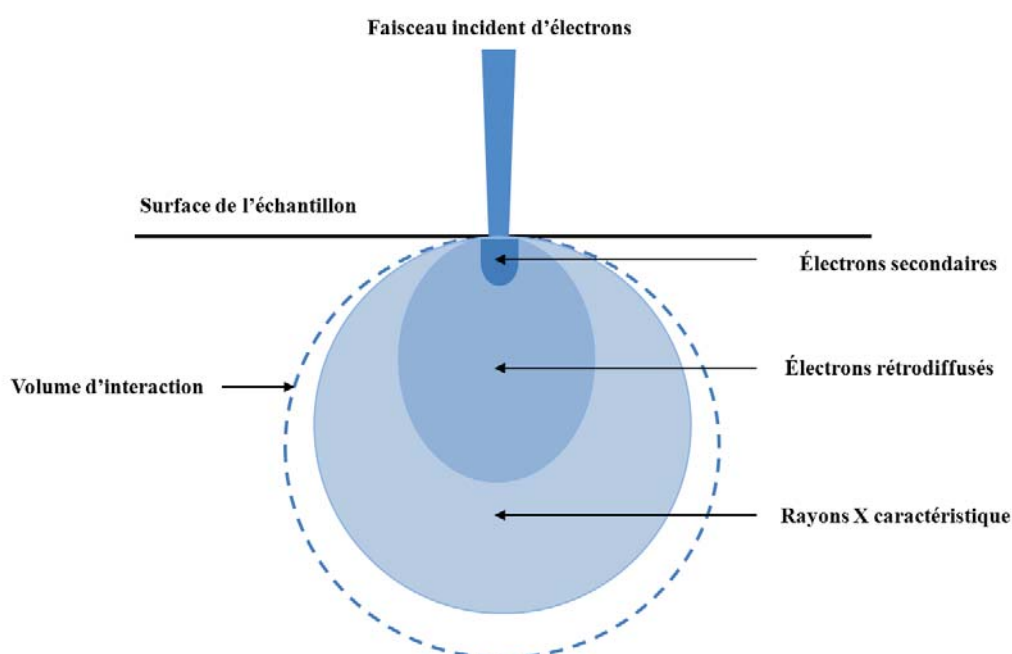 Faisceau incident d’électrons
Surface de l’échantillon
Électrons secondaires
Électrons rétrodiffusés
Volume d’interaction
Rayons X caractéristique